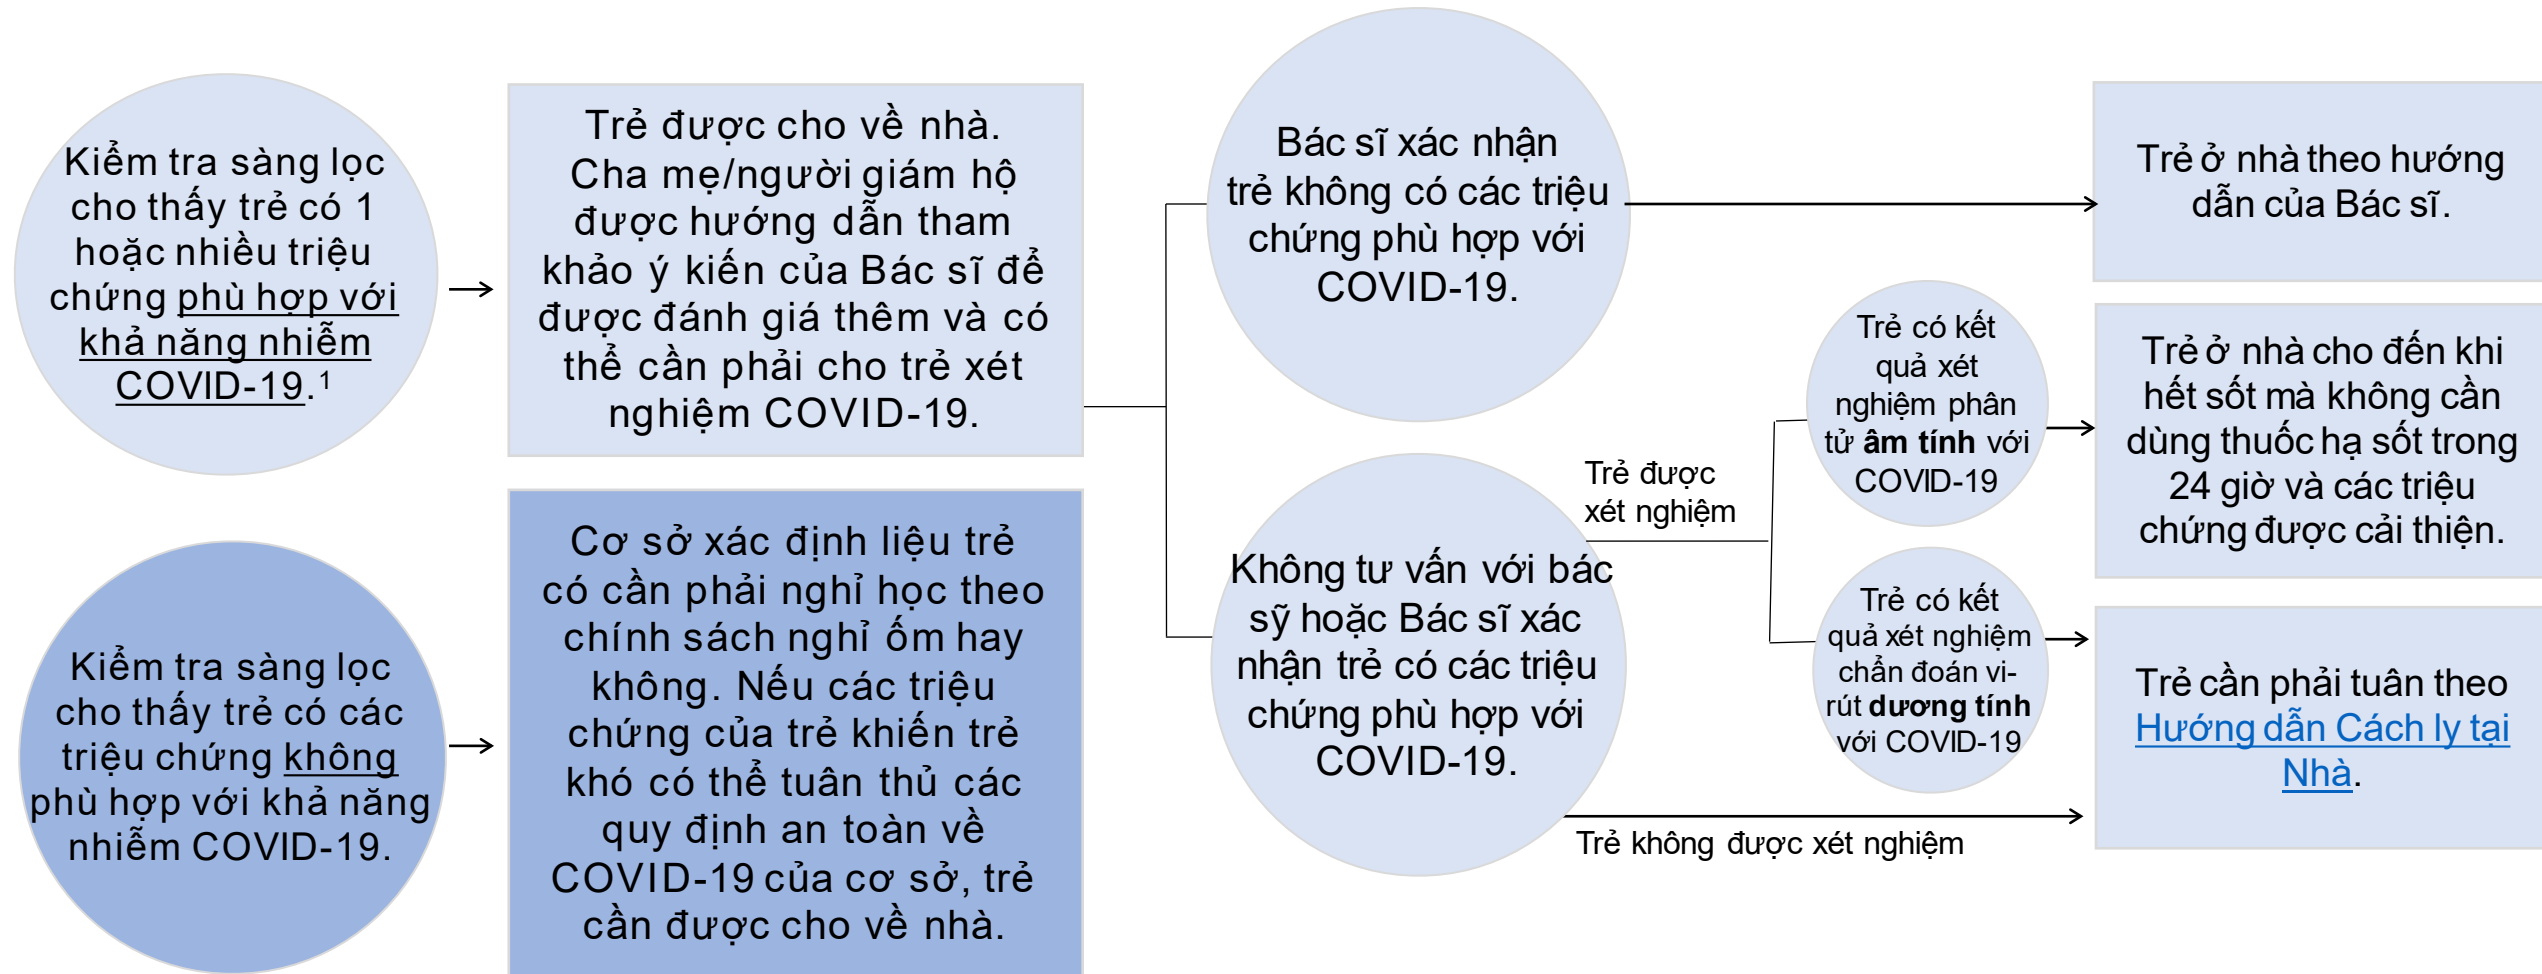 Kiểm tra sàng lọc
cho thấy trẻ có 1
hoặc nhiều triệu
chứng phù hợp với
khả năng nhiễm
COVID-19.¹
Trẻ được cho về nhà.
Cha mẹ/người giám hộ
được hướng dẫn tham
khảo ý kiến của Bác sĩ để
được đánh giá thêm và có
thể cần phải cho trẻ xét
nghiệm COVID-19.
Bác sĩ xác nhận
trẻ không có các triệu
chứng phù hợp với
COVID-19.
Trẻ ở nhà theo hướng
dẫn của Bác sĩ.
Không tư vấn với bác
sỹ hoặc Bác sĩ xác
nhận trẻ có các triệu
chứng phù hợp với
COVID-19.
Trẻ được
xét nghiệm
Trẻ có kết
quả xét
nghiệm phân
tử âm tính với
COVID-19
Trẻ ở nhà cho đến khi
hết sốt mà không cần
dùng thuốc hạ sốt trong
24 giờ và các triệu
chứng được cải thiện.
Trẻ có kết
quả xét nghiệm
chẩn đoán vi-
rút dương tính
với COVID-19
Trẻ cần phải tuân theo
Hướng dẫn Cách ly tại
Nhà.
Trẻ không được xét nghiệm
Kiểm tra sàng lọc
cho thấy trẻ có các
triệu chứng không
phù hợp với khả năng
nhiễm COVID-19.
Cơ sở xác định liệu trẻ
có cần phải nghỉ học theo
chính sách nghỉ ốm hay
không. Nếu các triệu
chứng của trẻ khiến trẻ
khó có thể tuân thủ các
quy định an toàn về
COVID-19 của cơ sở, trẻ
cần được cho về nhà.